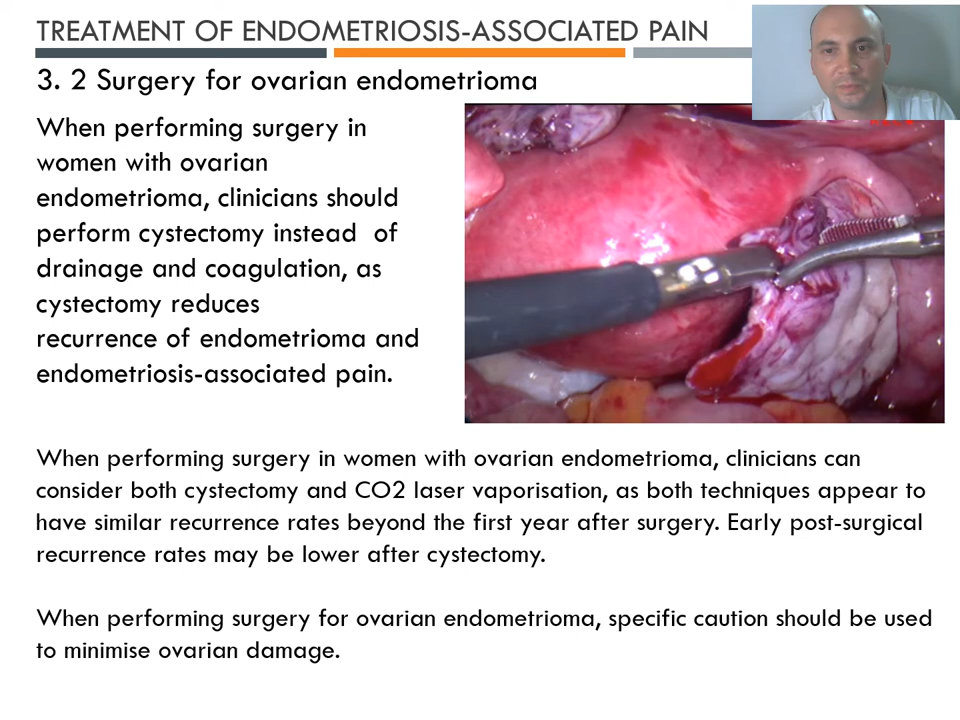 TREATMENT OF ENDOMETRIOSIS-ASSOCIATED PAIN
3. 2 Surgery for ovarian endometrioma
When performing surgery in
women with ovarian
endometrioma, clinicians should
perform cystectomy instead of
drainage and coagulation, as
cystectomy reduces
recurrence of endometrioma and
endometriosis-associated pain.
When performing surgery in women with ovarian endometrioma, clinicians can
consider both cystectomy and CO2 laser vaporisation, as both techniques appear to
have similar recurrence rates beyond the first year after surgery. Early post-surgical
recurrence rates may be lower after cystectomy.
When performing surgery for ovarian endometrioma, specific caution should be used
to minimise ovarian damage.